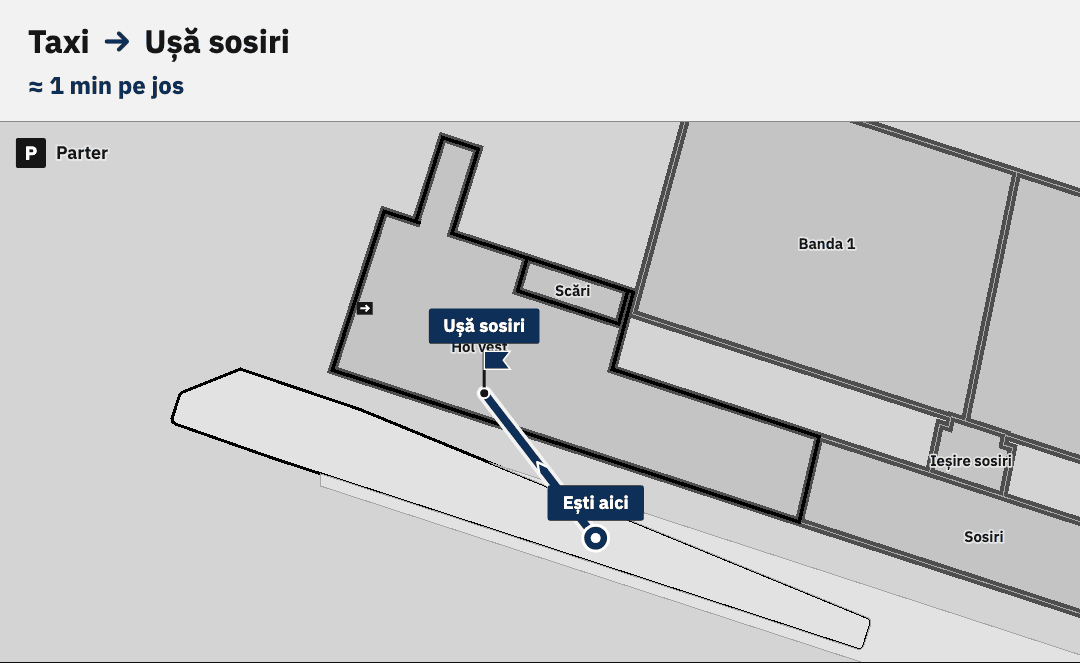 Taxi → Ușă sosiri
≈ 1 min pe jos
P Parter
Banda 1
Scări
Ușă sosiri
Hol vest
Ești aici
Ieșire sosiri
Sosiri